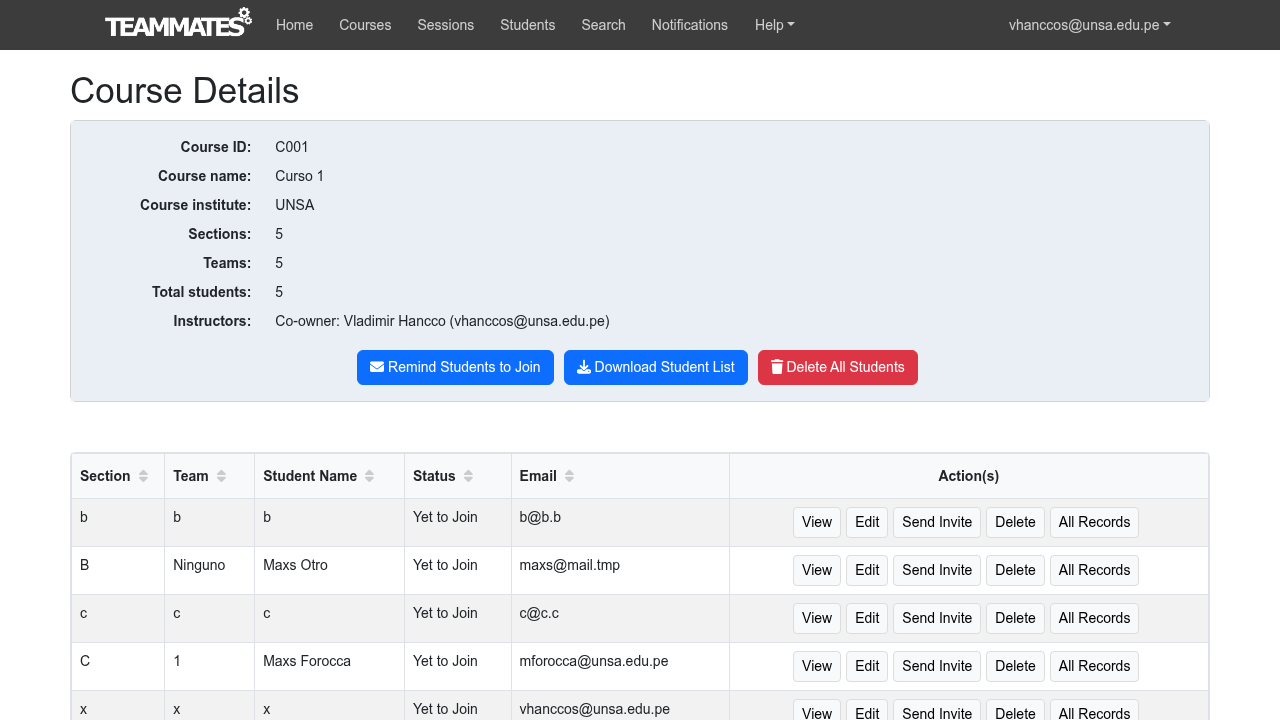 TEAMMATES Home Courses Sessions Students Search Notifications Help vhanccos@unsa.edu.pe
Course Details
Course ID: C001
Course name: Curso 1
Course institute: UNSA
Sections: 5
Teams: 5
Total students: 5
Instructors: Co-owner: Vladimir Hancco (vhanccos@unsa.edu.pe)
Remind Students to Join Download Student List Delete All Students
Section Team Student Name Status Email Action(s)
b b b Yet to Join b@b.b View Edit Send Invite Delete All Records
B Ninguno Maxs Otro Yet to Join maxs@mail.tmp View Edit Send Invite Delete All Records
c c c Yet to Join c@c.c View Edit Send Invite Delete All Records
C 1 Maxs Forocca Yet to Join mforocca@unsa.edu.pe View Edit Send Invite Delete All Records
x x x Yet to Join vhanccos@unsa.edu.pe View Edit Send Invite Delete All Records